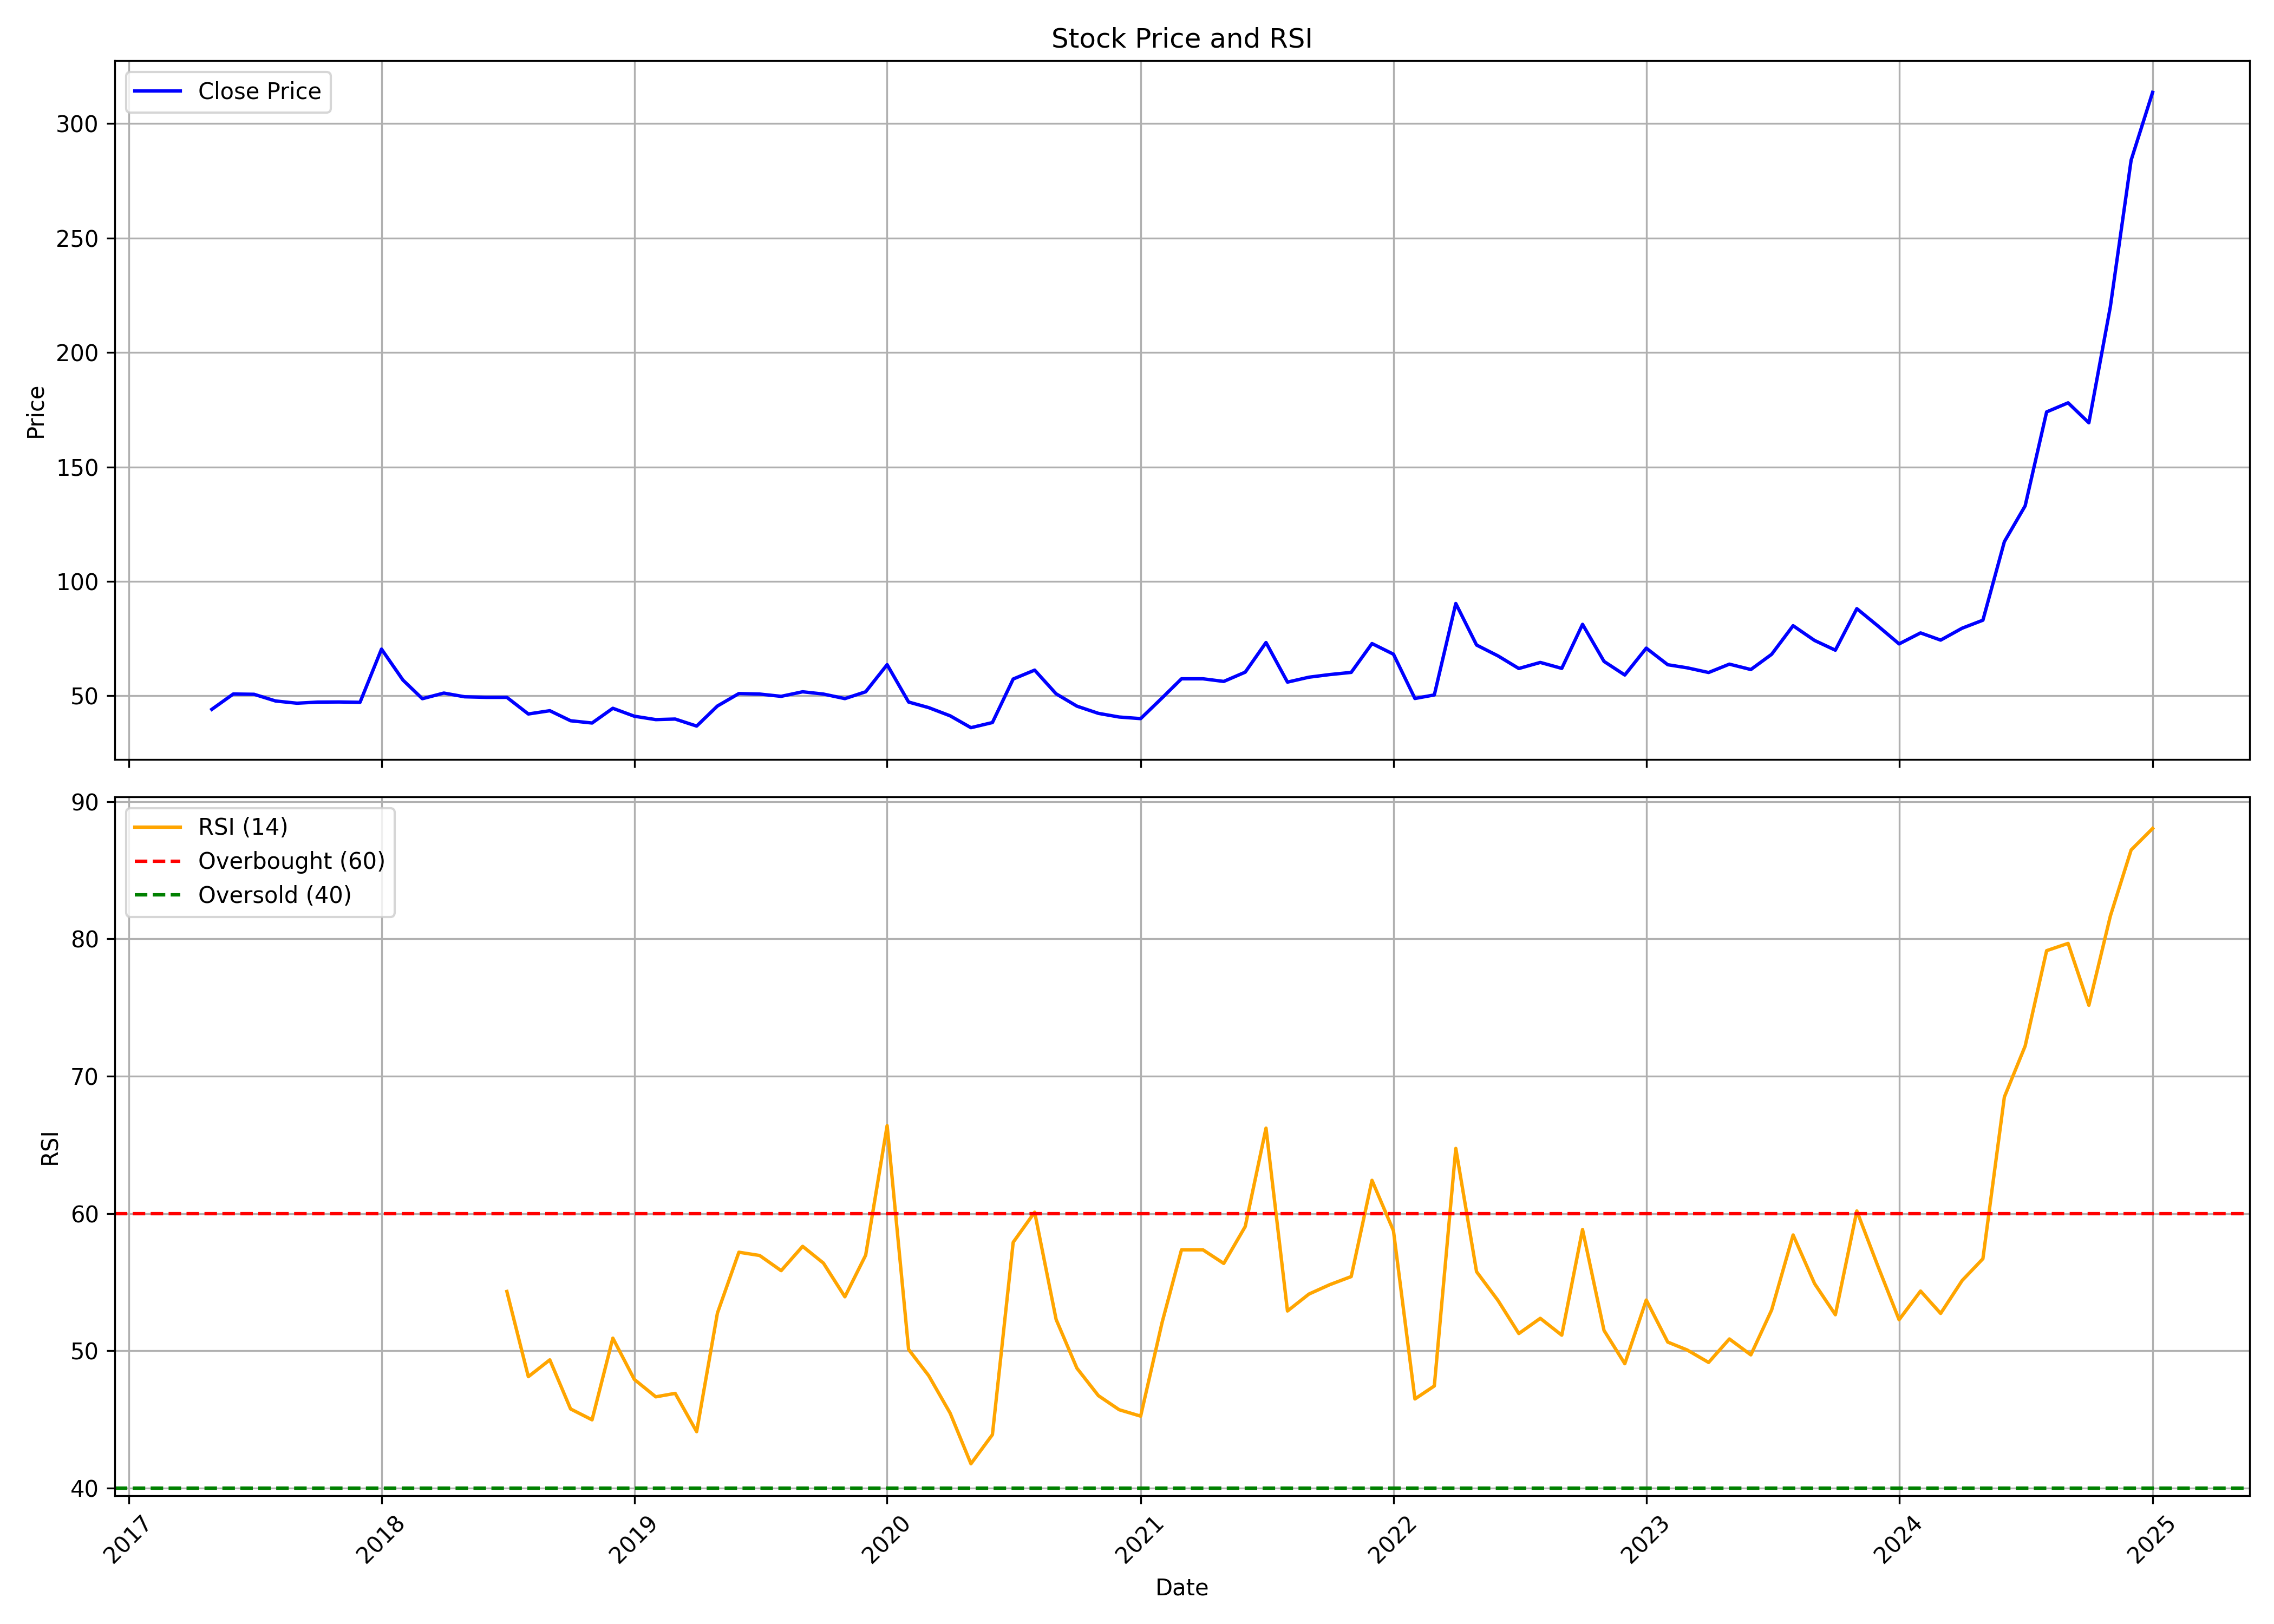 Stock Price and RSI
Close Price
300
250
200
150
100
50
Price
RSI (14)
Overbought (60)
Oversold (40)
90
80
70
60
50
40
RSI
2017
2018
2019
2020
2021
2022
2023
2024
2025
Date